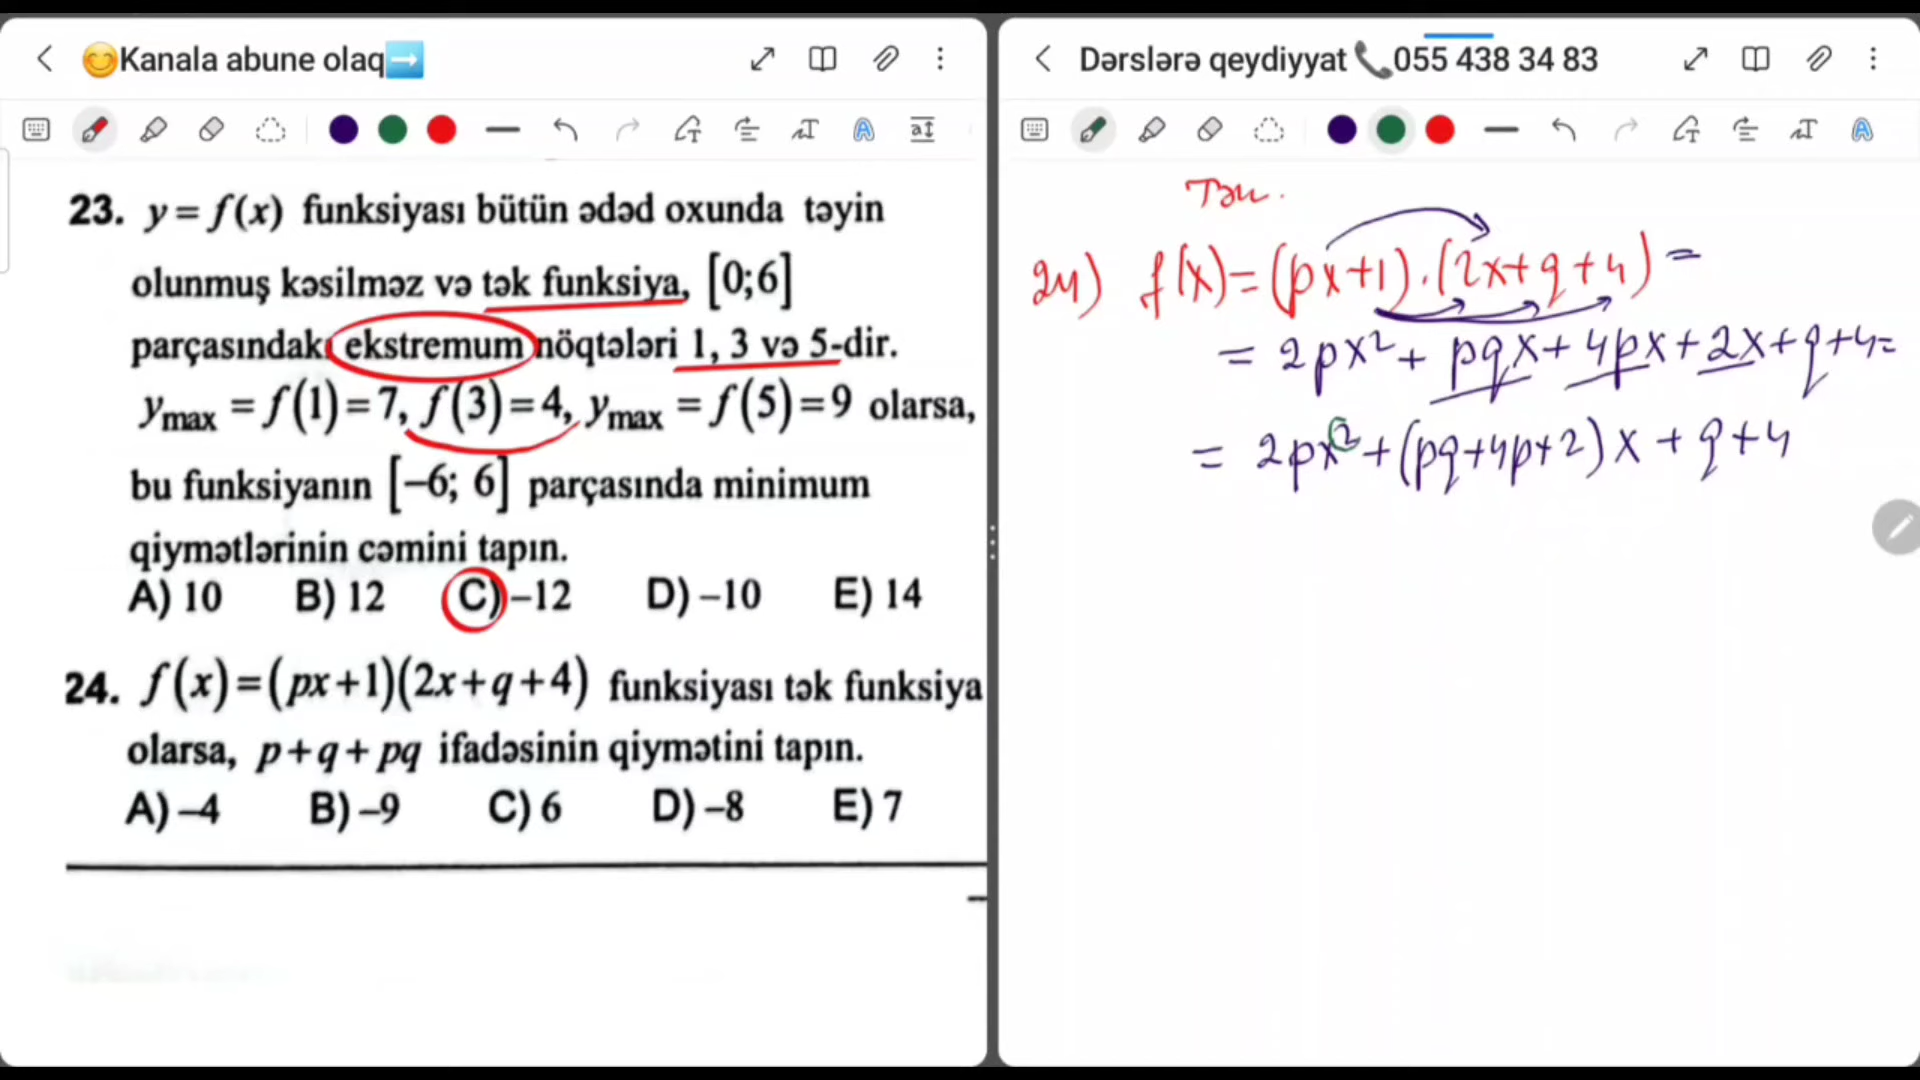 😊Kanala abune olaq➡️
23. y = f(x) funksiyası bütün ədəd oxunda təyin
olunmuş kəsilməz və tək funksiya, [0;6]
parçasındakı ekstremum nöqtələri 1, 3 və 5-dir.
y_max = f(1) = 7, f(3) = 4, y_max = f(5) = 9 olarsa,
bu funksiyanın [–6; 6] parçasında minimum
qiymətlərinin cəmini tapın.
A) 10 B) 12 C) –12 D) –10 E) 14
24. f(x) = (px+1)(2x+q+4) funksiyası tək funksiya
olarsa, p+q+pq ifadəsinin qiymətini tapın.
A) –4 B) –9 C) 6 D) –8 E) 7
Dərslərə qeydiyyat 📞055 438 34 83
24) f(x) = (px+1)·(2x+q+4) =
= 2px² + pqx + 4px + 2x + q + 4 =
= 2px² + (pq+4p+2)x + q + 4